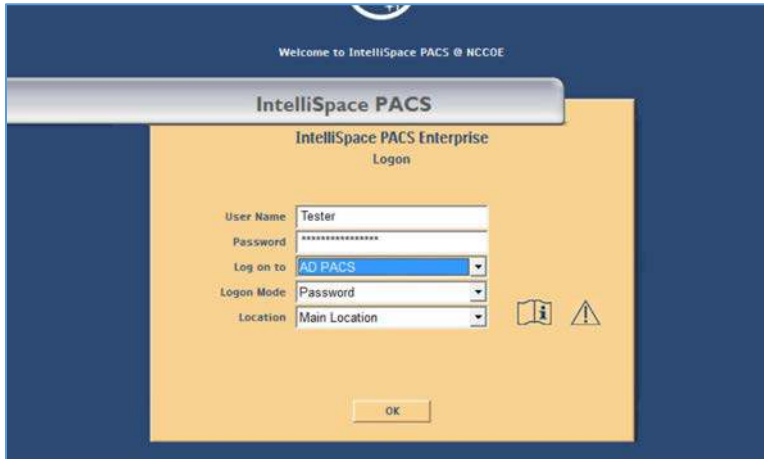 Welcome to IntelliSpace PACS @ NCCOE
IntelliSpace PACS
IntelliSpace PACS Enterprise
Logon
User Name Tester
Password ****************
Log on to AD PACS
Logon Mode Password
Location Main Location
OK